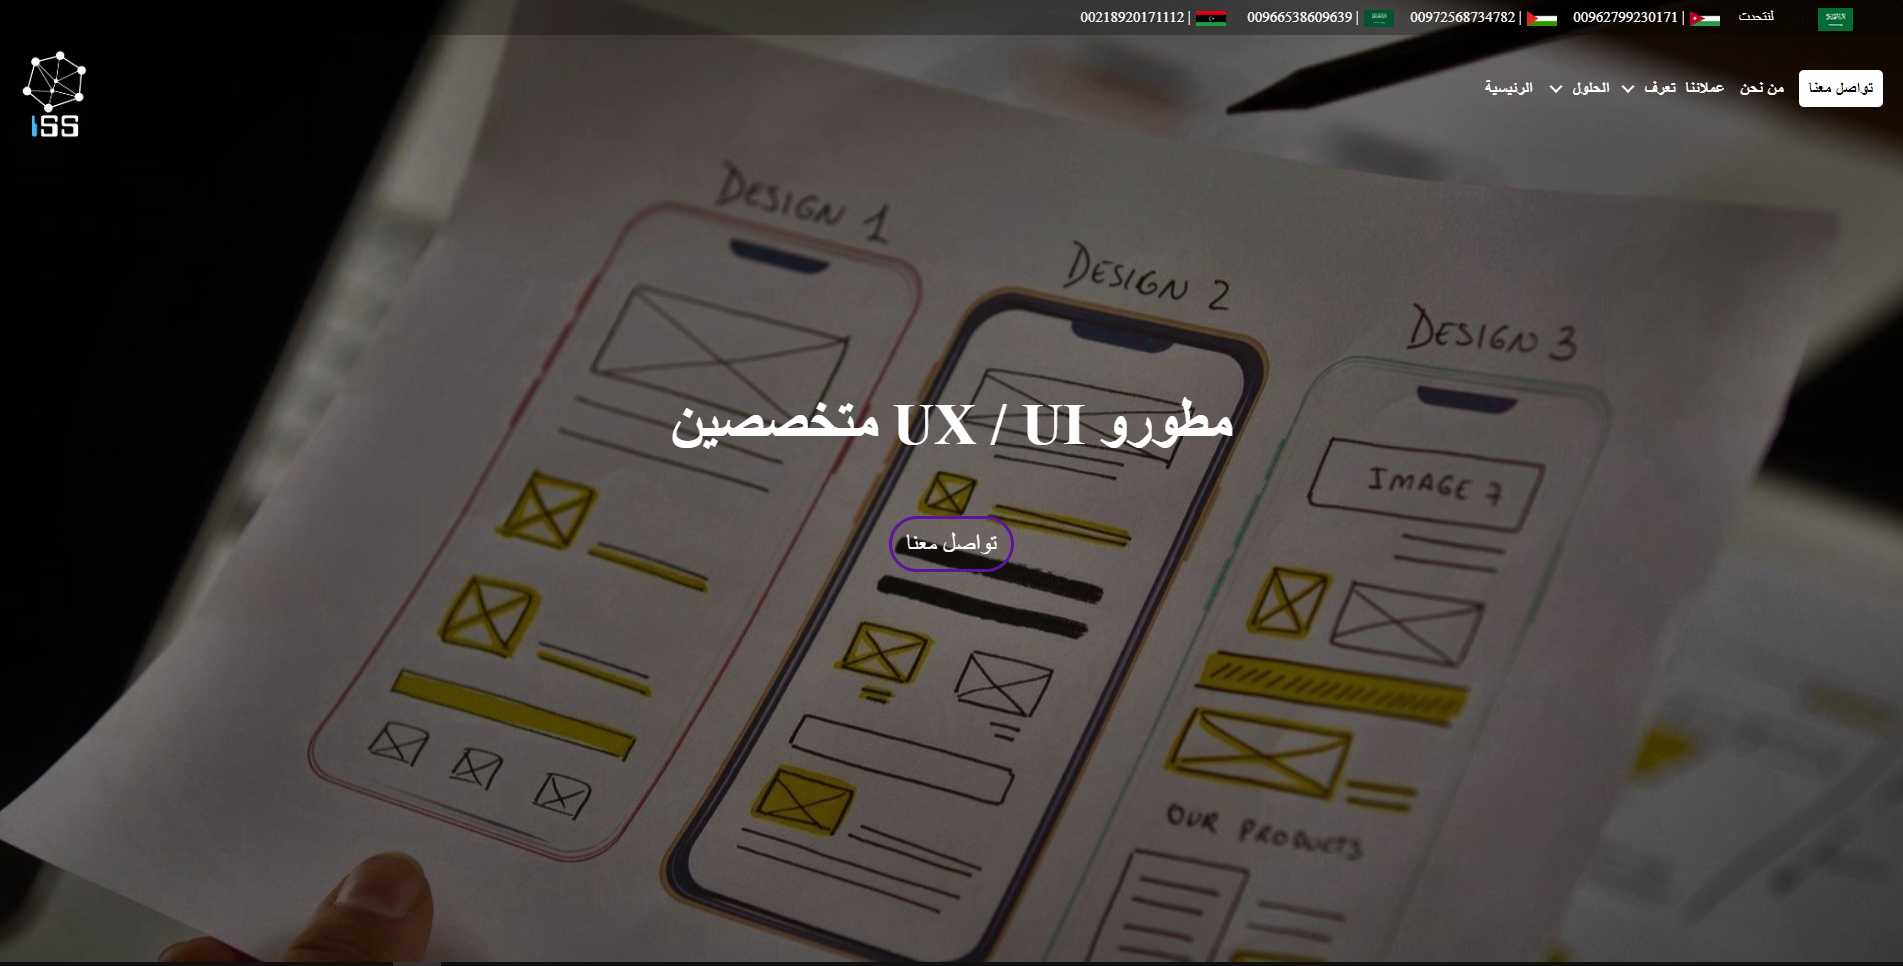 لنتحدث
00962799230171 |
00972568734782 |
00966538609639 |
00218920171112 |
تواصل معنا
من نحن
عملائنا
تعرف
الحلول
الرئيسية
ISS
DESIGN 1
DESIGN 2
DESIGN 3
مطورو UX / UI متخصصين
IMAGE 7
تواصل معنا
OUR PRODUCTS